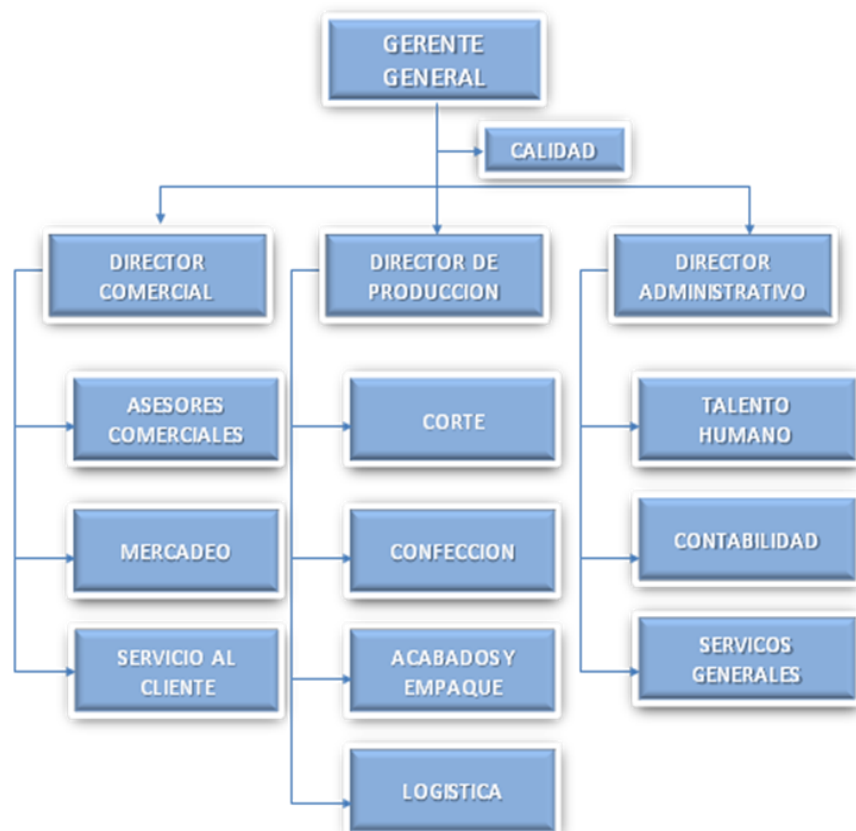 GERENTE
GENERAL
CALIDAD
DIRECTOR
COMERCIAL
DIRECTOR DE
PRODUCCION
DIRECTOR
ADMINISTRATIVO
ASESORES
COMERCIALES
CORTE
TALENTO
HUMANO
MERCADEO
CONFECCION
CONTABILIDAD
SERVICIO AL
CLIENTE
ACABADOS Y
EMPAQUE
SERVICOS
GENERALES
LOGISTICA